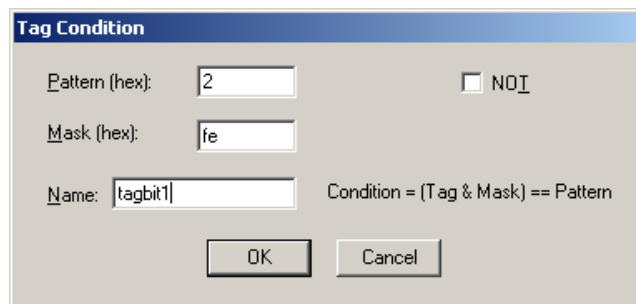 Tag Condition
Pattern (hex): 2 NOT
Mask (hex): fe
Name: tagbit1 Condition = (Tag & Mask) == Pattern
OK Cancel